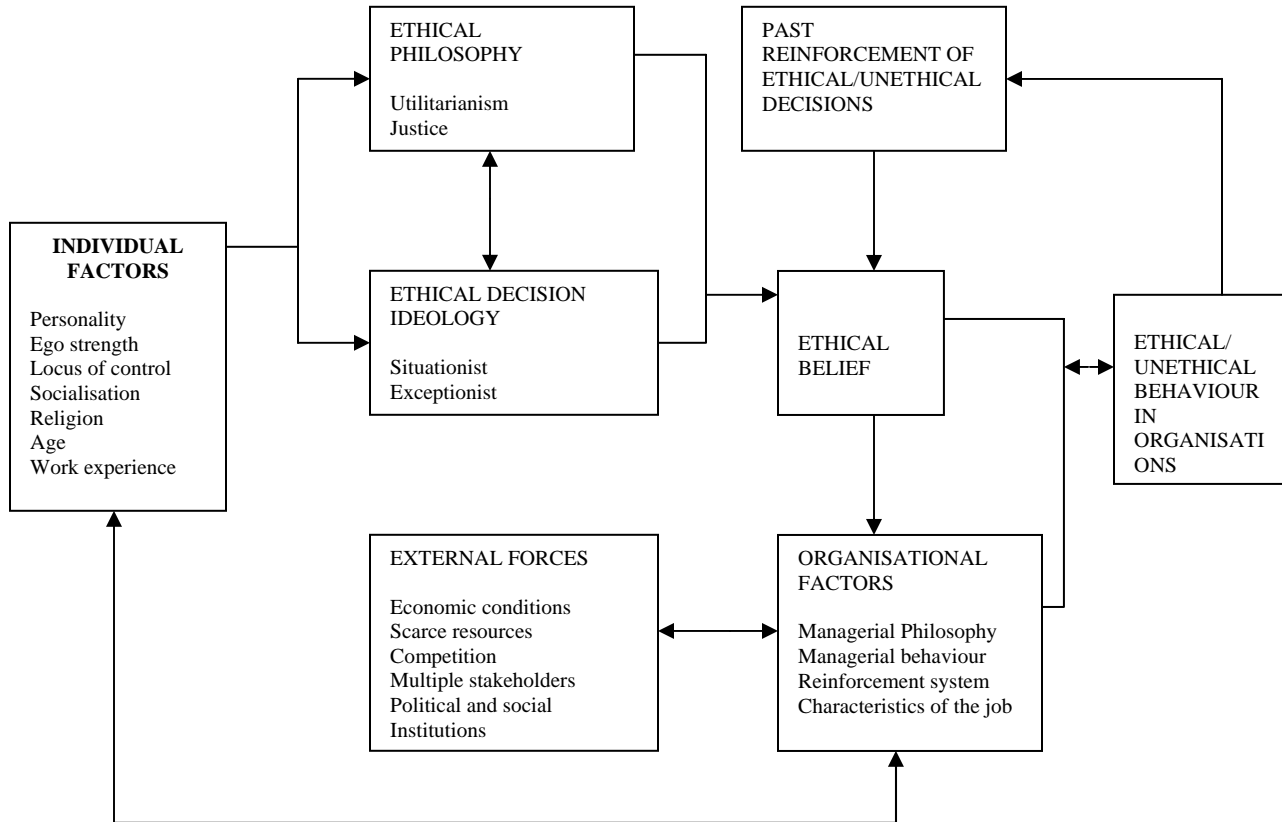 ETHICAL
PHILOSOPHY
Utilitarianism
Justice
PAST
REINFORCEMENT OF
ETHICAL/UNETHICAL
DECISIONS
INDIVIDUAL
FACTORS
Personality
Ego strength
Locus of control
Socialisation
Religion
Age
Work experience
ETHICAL DECISION
IDEOLOGY
Situationist
Exceptionist
ETHICAL
BELIEF
ETHICAL/
UNETHICAL
BEHAVIOUR
IN
ORGANISATI
ONS
EXTERNAL FORCES
Economic conditions
Scarce resources
Competition
Multiple stakeholders
Political and social
Institutions
ORGANISATIONAL
FACTORS
Managerial Philosophy
Managerial behaviour
Reinforcement system
Characteristics of the job